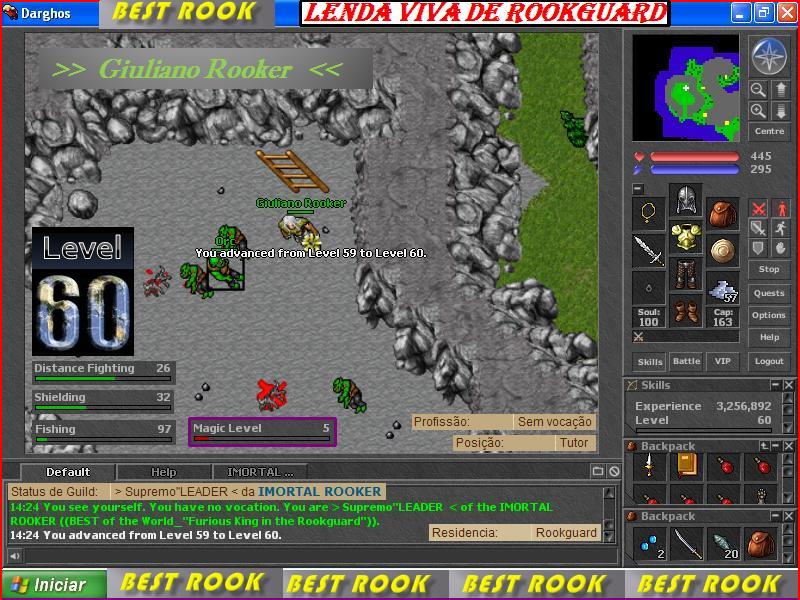 Darghos
BEST ROOK
LENDA VIVA DE ROOKGUARD
>> Giuliano Rooker <<
Centre
445
295
Giuliano Rooker
Orc
You advanced from Level 59 to Level 60.
Level
60
57
Soul:
100
Cap:
163
Stop
Quests
Options
Help
Skills
Battle
VIP
Logout
Distance Fighting 26
Shielding 32
Fishing 97
Magic Level 5
Profissão: Sem vocação
Posição: Tutor
Skills
Experience 3,256,892
Level 60
Backpack
Backpack
2
20
Default
Help
IMORTAL ...
Status de Guild: > Supremo"LEADER < da IMORTAL ROOKER
14:24 You see yourself. You have no vocation. You are > Supremo"LEADER < of the IMORTAL
ROOKER ((BEST of the World_"Furious King in the Rookguard")).
14:24 You advanced from Level 59 to Level 60.
Residencia: Rookguard
Iniciar
BEST ROOK
BEST ROOK
BEST ROOK
BEST ROOK